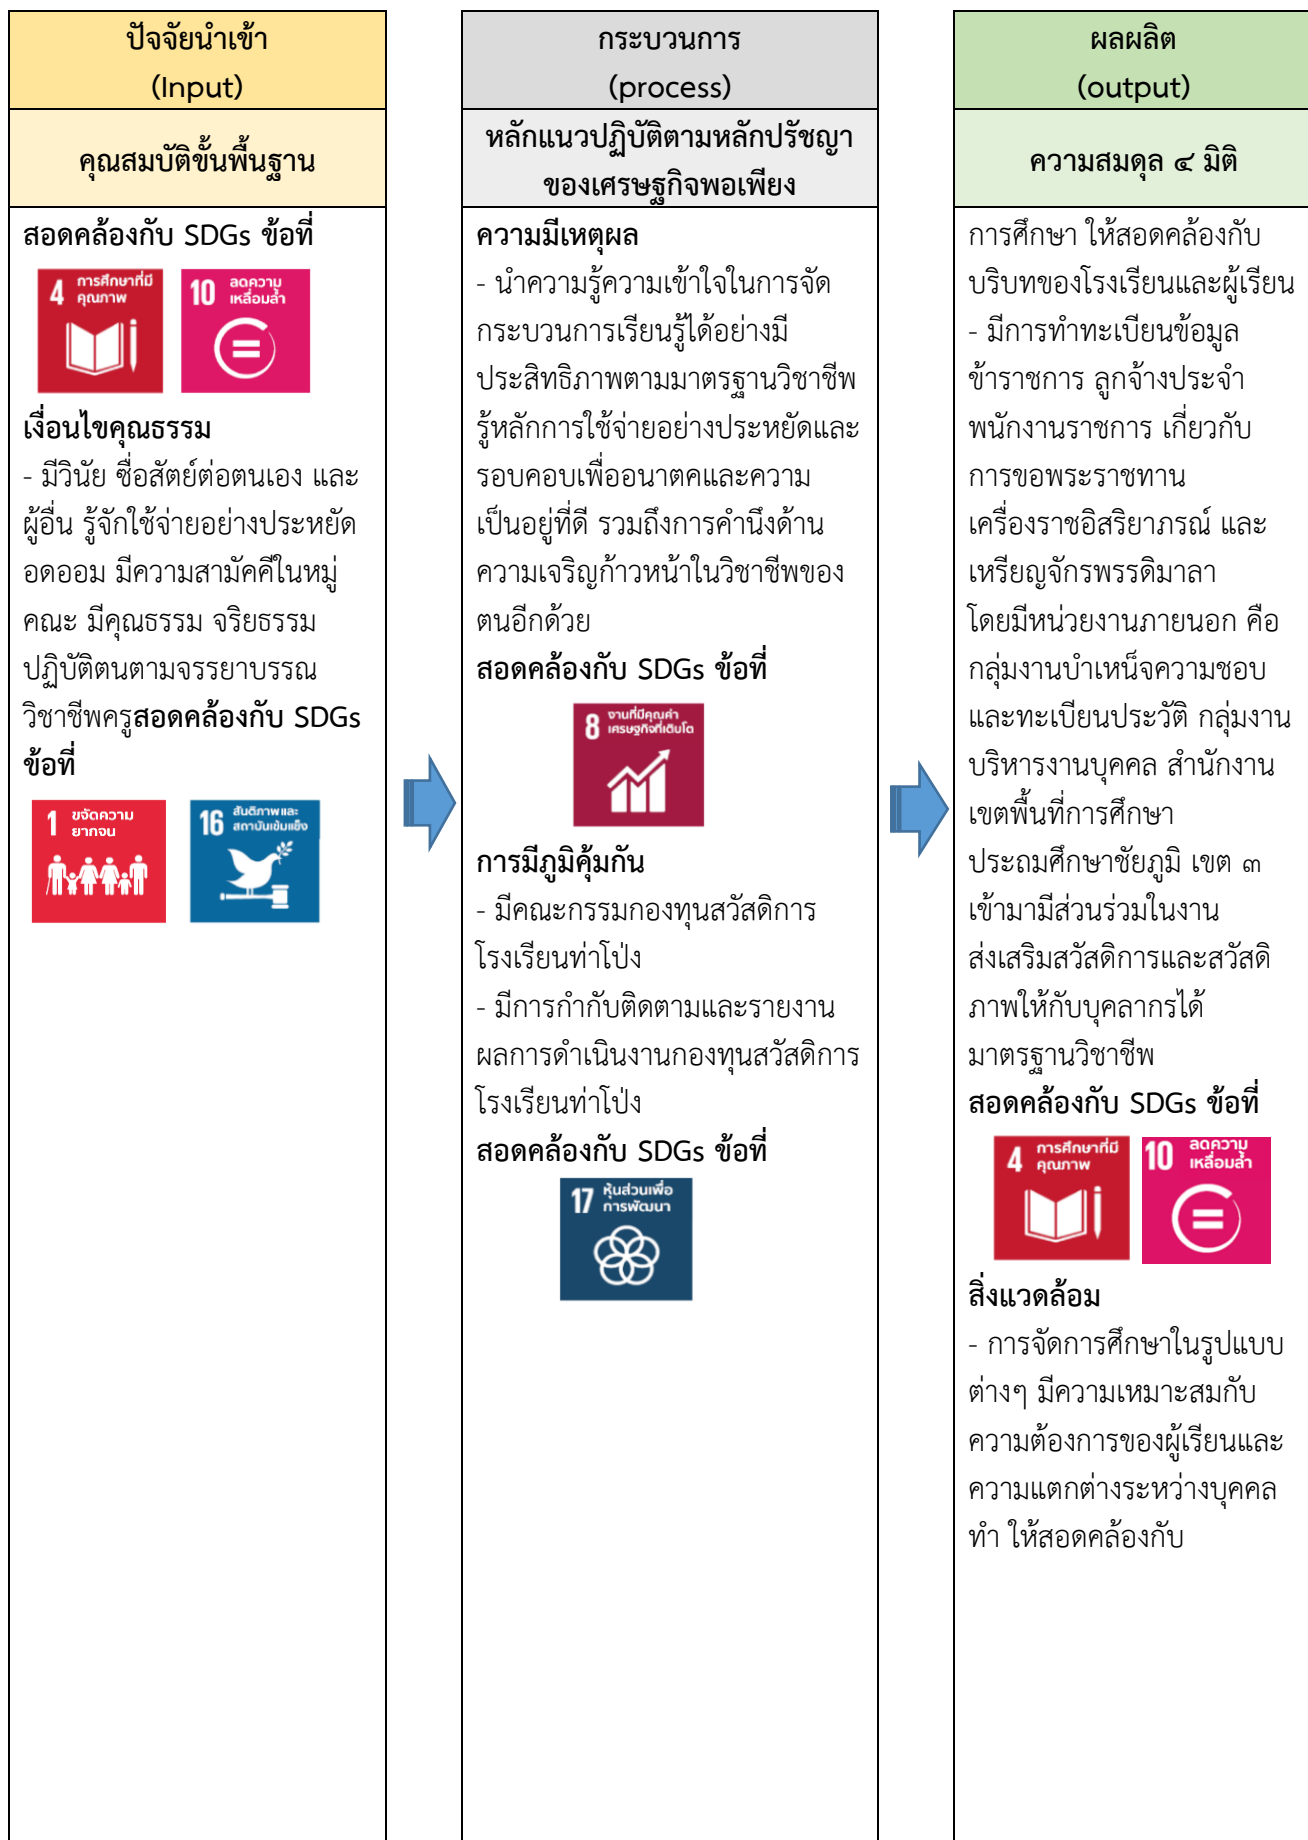 ปัจจัยนำเข้า
(Input)
คุณสมบัติขั้นพื้นฐาน
สอดคล้องกับ SDGs ข้อที่
4 การศึกษาที่มี
คุณภาพ
10 ลดความ
เหลื่อมล้ำ
เงื่อนไขคุณธรรม
- มีวินัย ซื่อสัตย์ต่อตนเอง และ
ผู้อื่น รู้จักใช้จ่ายอย่างประหยัด
อดออม มีความสามัคคีในหมู่
คณะ มีคุณธรรม จริยธรรม
ปฏิบัติตนตามจรรยาบรรณ
วิชาชีพครูสอดคล้องกับ SDGs
ข้อที่
1 ขจัดความ
ยากจน
16 สันติภาพและ
สถาบันเข้มแข็ง
กระบวนการ
(process)
หลักแนวปฏิบัติตามหลักปรัชญา
ของเศรษฐกิจพอเพียง
ความมีเหตุผล
- นำความรู้ความเข้าใจในการจัด
กระบวนการเรียนรู้ได้อย่างมี
ประสิทธิภาพตามมาตรฐานวิชาชีพ
รู้หลักการใช้จ่ายอย่างประหยัดและ
รอบคอบเพื่ออนาตคและความ
เป็นอยู่ที่ดี รวมถึงการคำนึงด้าน
ความเจริญก้าวหน้าในวิชาชีพของ
ตนอีกด้วย
สอดคล้องกับ SDGs ข้อที่
8 งานที่มีคุณค่า
เศรษฐกิจที่เติบโต
การมีภูมิคุ้มกัน
- มีคณะกรรมกองทุนสวัสดิการ
โรงเรียนท่าโป่ง
- มีการกำกับติดตามและรายงาน
ผลการดำเนินงานกองทุนสวัสดิการ
โรงเรียนท่าโป่ง
สอดคล้องกับ SDGs ข้อที่
17 หุ้นส่วนเพื่อ
การพัฒนา
ผลผลิต
(output)
ความสมดุล ๔ มิติ
การศึกษา ให้สอดคล้องกับ
บริบทของโรงเรียนและผู้เรียน
- มีการทำทะเบียนข้อมูล
ข้าราชการ ลูกจ้างประจำ
พนักงานราชการ เกี่ยวกับ
การขอพระราชทาน
เครื่องราชอิสริยาภรณ์ และ
เหรียญจักรพรรดิมาลา
โดยมีหน่วยงานภายนอก คือ
กลุ่มงานบำเหน็จความชอบ
และทะเบียนประวัติ กลุ่มงาน
บริหารงานบุคคล สำนักงาน
เขตพื้นที่การศึกษา
ประถมศึกษาชัยภูมิ เขต ๓
เข้ามามีส่วนร่วมในงาน
ส่งเสริมสวัสดิการและสวัสดิ
ภาพให้กับบุคลากรได้
มาตรฐานวิชาชีพ
สอดคล้องกับ SDGs ข้อที่
4 การศึกษาที่มี
คุณภาพ
10 ลดความ
เหลื่อมล้ำ
สิ่งแวดล้อม
- การจัดการศึกษาในรูปแบบ
ต่างๆ มีความเหมาะสมกับ
ความต้องการของผู้เรียนและ
ความแตกต่างระหว่างบุคคล
ทำ ให้สอดคล้องกับ